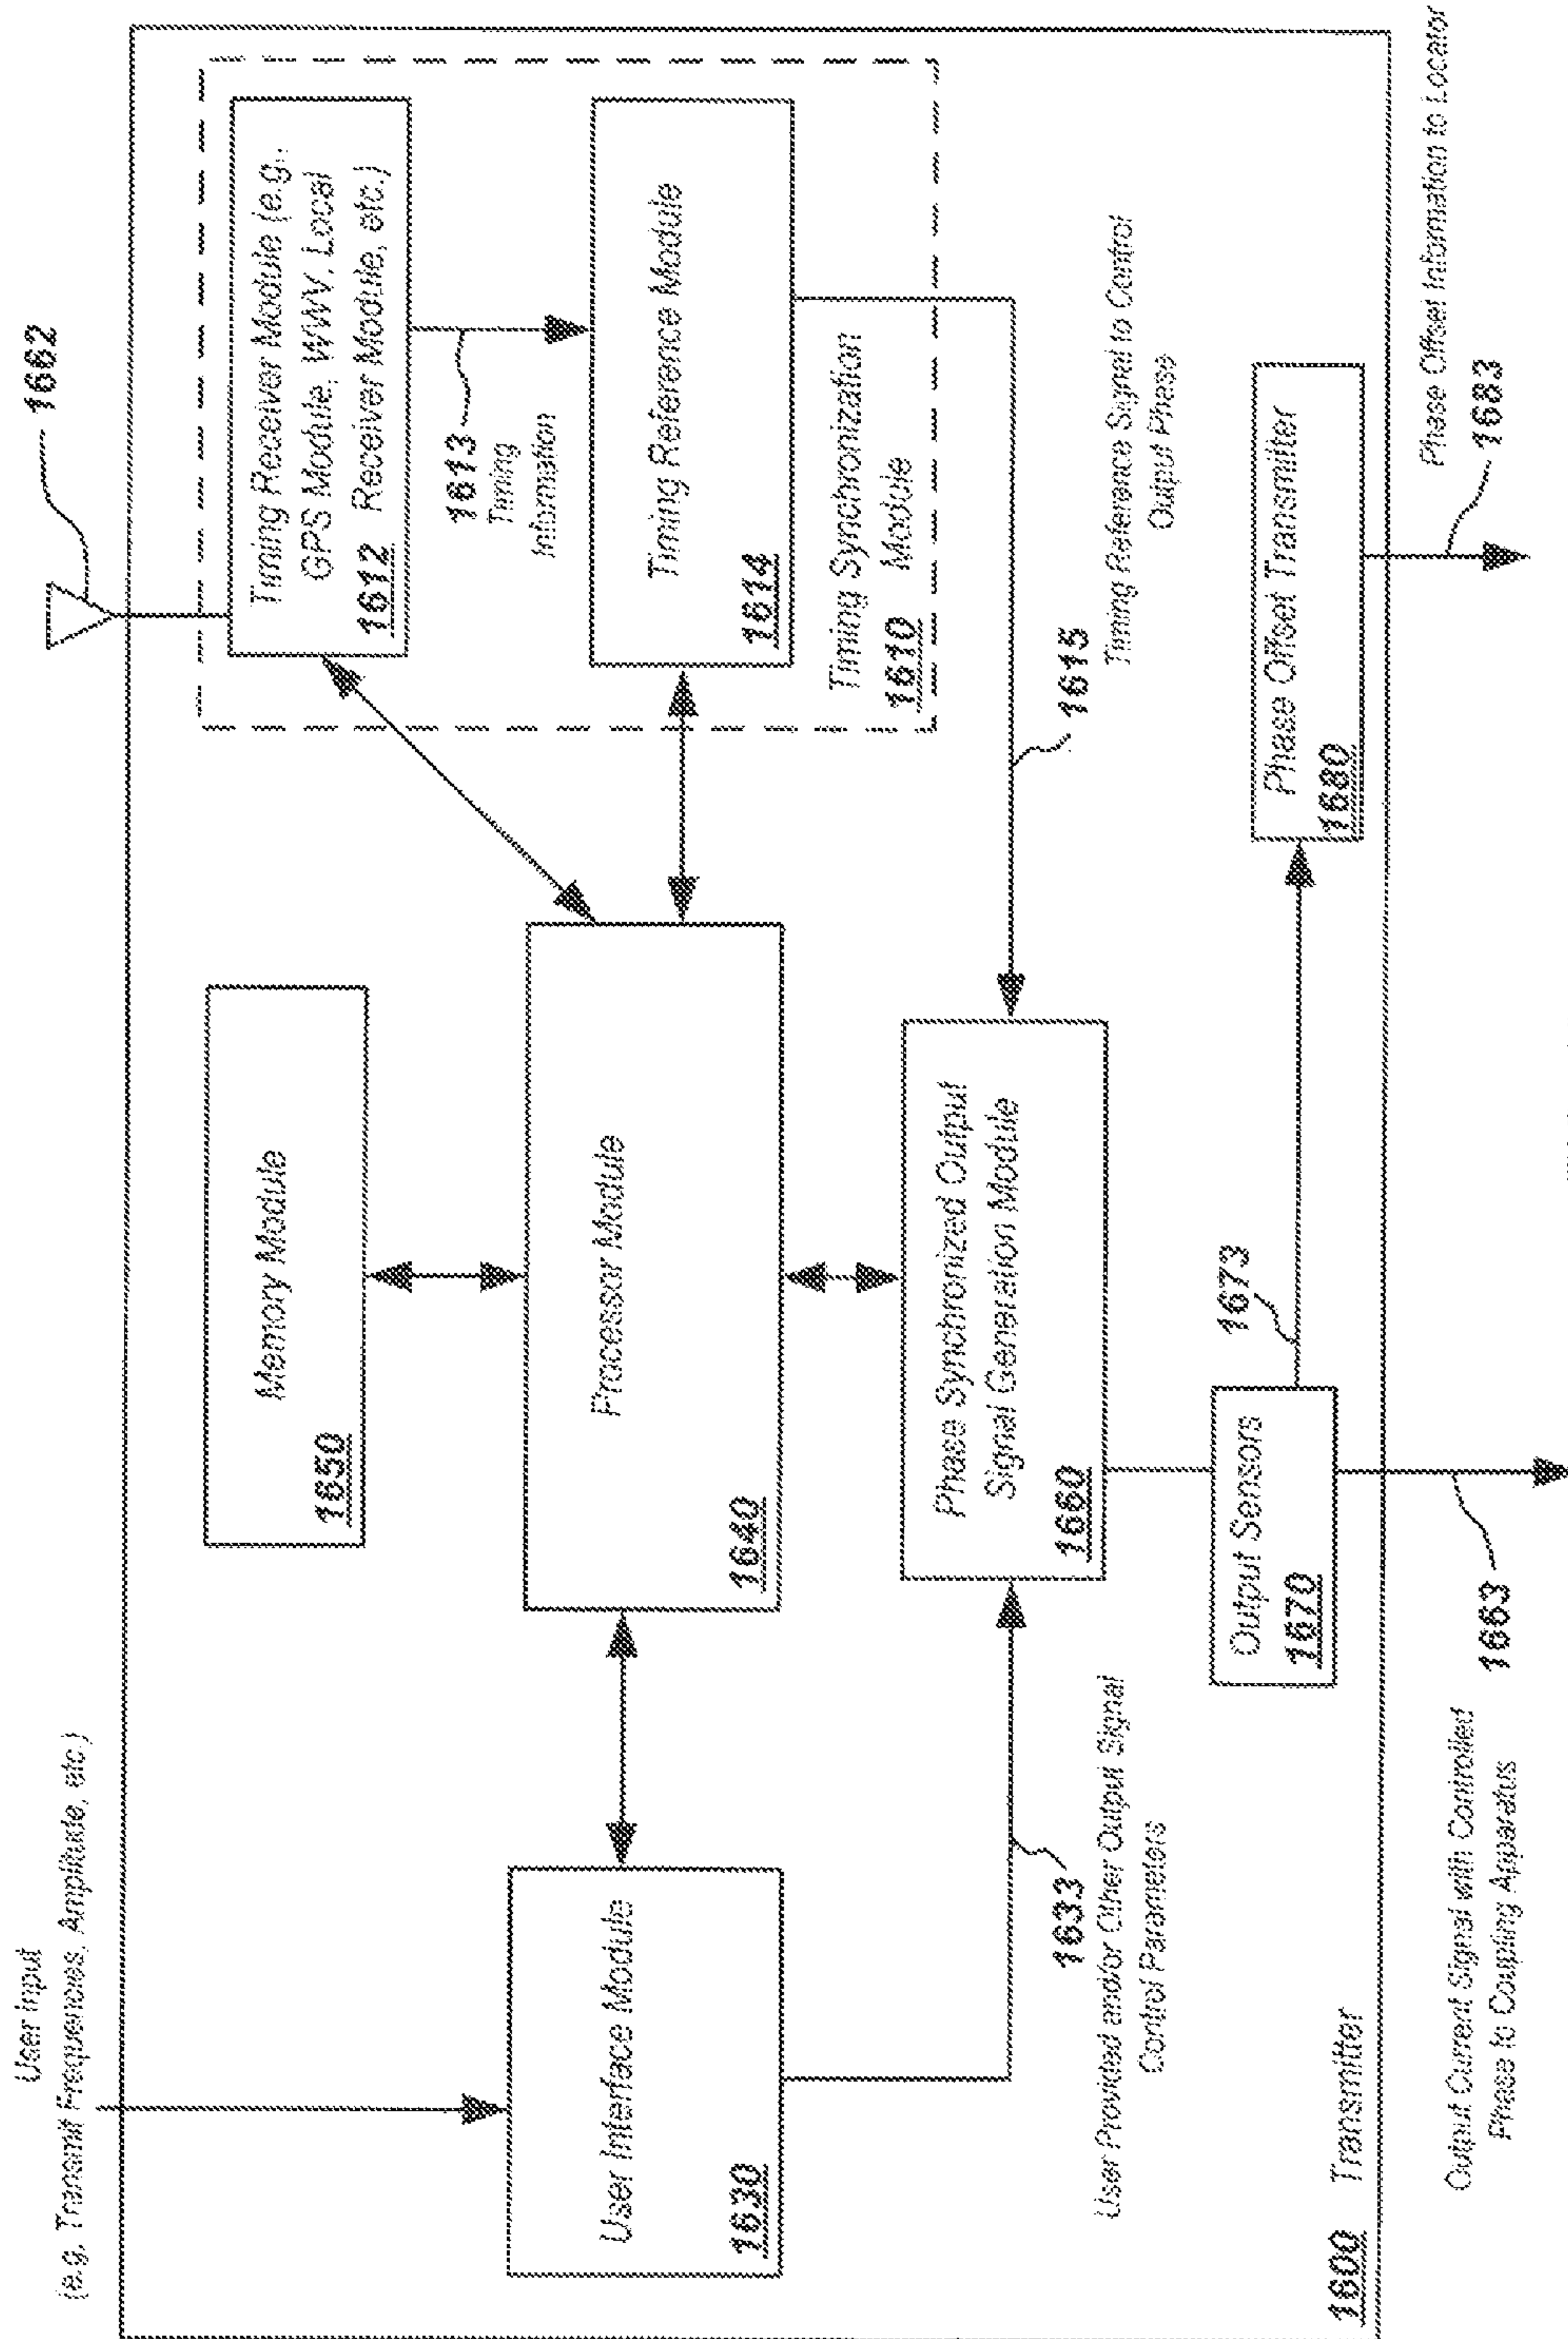 User Input
(e.g. Transmit Frequencies, Amplitude, etc.)
1662
Memory Module
1650
Timing Receiver Module (e.g.,
GPS Module, WWV, Local
1612 Receiver Module, etc.)
1613
Timing
Information
User Interface Module
1630
Processor Module
1640
Timing Reference Module
1614
Timing Synchronization
1610 Module
1633
User Provided and/or Other Output Signal
Control Parameters
Phase Synchronized Output
Signal Generation Module
1660
1615
Timing Reference Signal to Control
Output Phase
Output Sensors
1670
1673
Phase Offset Transmitter
1680
1600 Transmitter
Output Current Signal with Controlled
Phase to Coupling Apparatus
1663
Phase Offset Information to Locator
1683